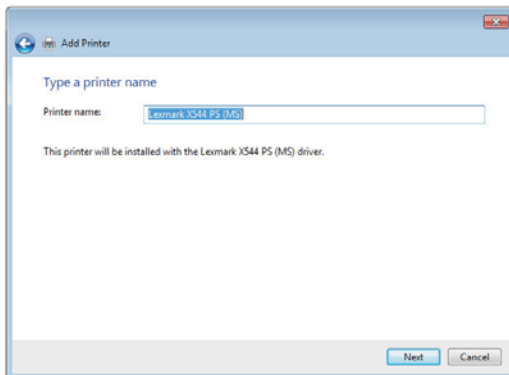 Add Printer
Type a printer name
Printer name: Lexmark X544 PS (MS)
This printer will be installed with the Lexmark X544 PS (MS) driver.
Next Cancel